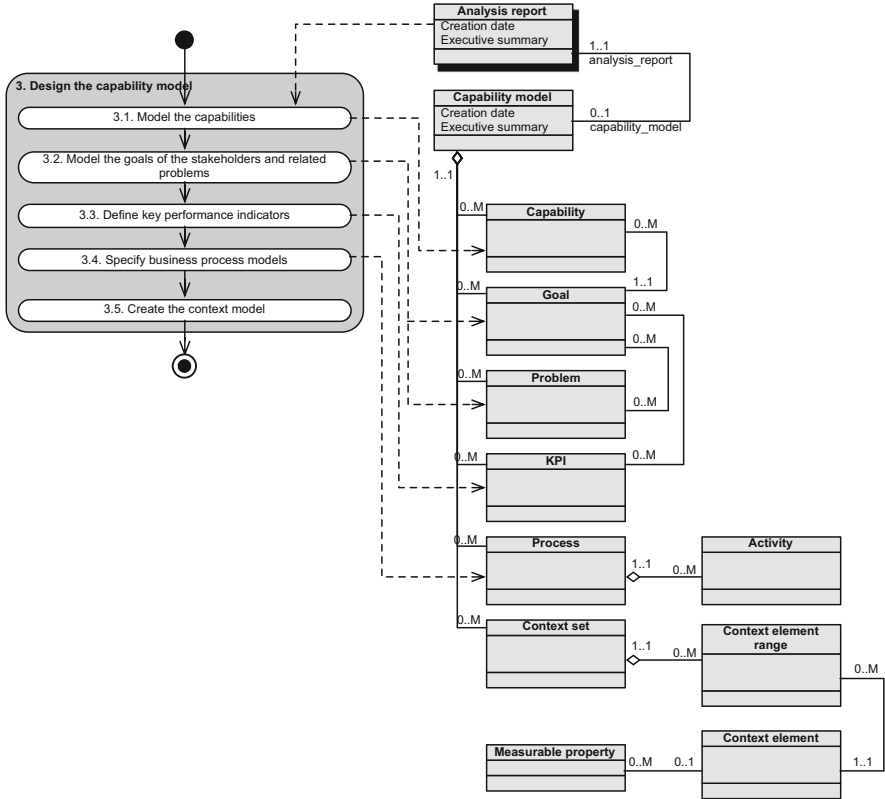 3. Design the capability model
3.1. Model the capabilities
3.2. Model the goals of the stakeholders and related
problems
3.3. Define key performance indicators
3.4. Specify business process models
3.5. Create the context model
Analysis report
Creation date
Executive summary
1..1
analysis_report
Capability model
Creation date
Executive summary
0..1
capability_model
1..1
0..M
Capability
0..M
0..M
Goal
1..1
0..M
0..M
0..M
Problem
0..M
0..M
KPI
0..M
0..M
Process
1..1
0..M
Activity
0..M
Context set
1..1
0..M
Context element
range
0..M
Measurable property
0..M
0..1
Context element
1..1